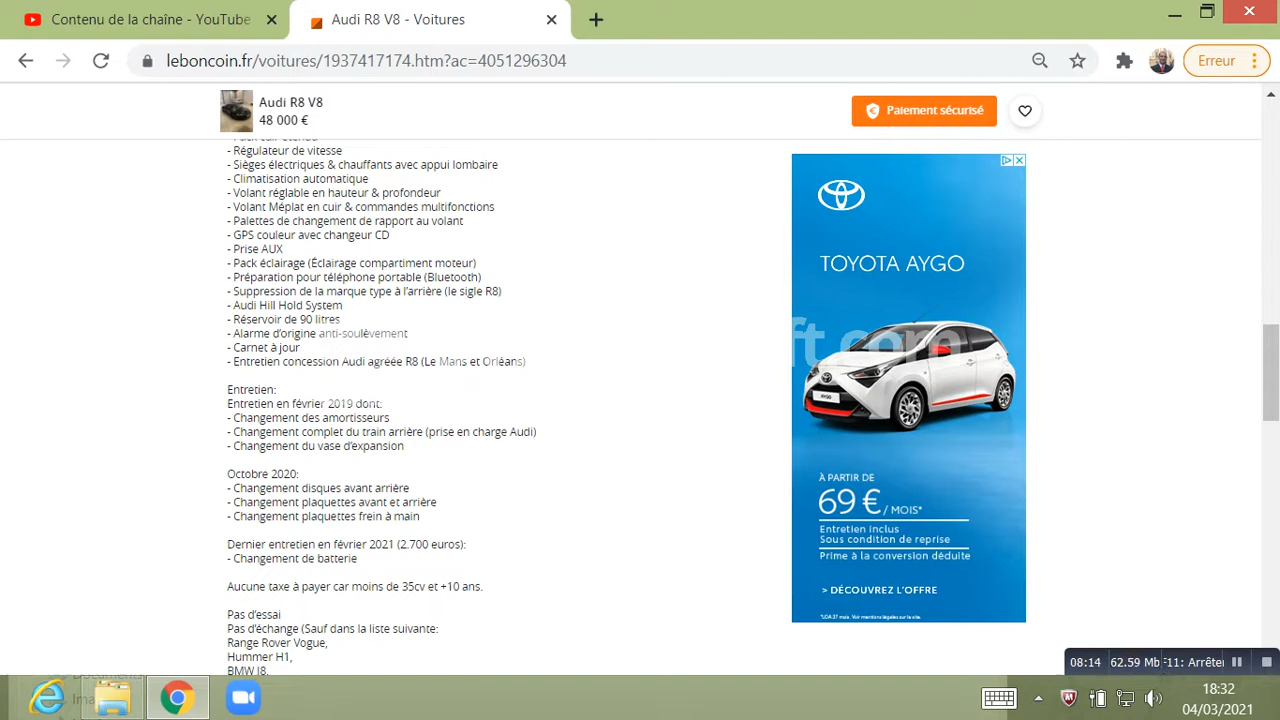 Contenu de la chaîne - YouTube
Audi R8 V8 - Voitures
leboncoin.fr/voitures/1937417174.htm?ac=4051296304
Erreur
Audi R8 V8
48 000 €
Paiement sécurisé
- Régulateur de vitesse
- Sièges électriques & chauffants avec appui lombaire
- Climatisation automatique
- Volant réglable en hauteur & profondeur
- Volant Méplat en cuir & commandes multifonctions
- Palettes de changement de rapport au volant
- GPS couleur avec changeur CD
- Prise AUX
- Pack éclairage (Éclairage compartiment moteur)
- Préparation pour téléphone portable (Bluetooth)
- Suppression de la marque type à l'arrière (le sigle R8)
- Audi Hill Hold System
- Réservoir de 90 litres
- Alarme d'origine anti-soulèvement
- Carnet à jour
- Entretien concession Audi agréée R8 (Le Mans et Orléans)
Entretien:
Entretien en février 2019 dont:
- Changement des amortisseurs
- Changement complet du train arrière (prise en charge Audi)
- Changement du vase d'expansion
Octobre 2020:
- Changement disques avant arrière
- Changement plaquettes avant et arrière
- Changement plaquettes frein à main
Dernier entretien en février 2021 (2.700 euros):
- Changement de batterie
Aucune taxe à payer car moins de 35cv et +10 ans.
Pas d'essai
Pas d'échange (Sauf dans la liste suivante:
Range Rover Vogue,
Hummer H1,
BMW I8,
TOYOTA AYGO
ft.com
À PARTIR DE
69 € / MOIS*
Entretien inclus
Sous condition de reprise
Prime à la conversion déduite
> DÉCOUVREZ L'OFFRE
08:14 62.59 Mb F11: Arrêter
18:32
04/03/2021